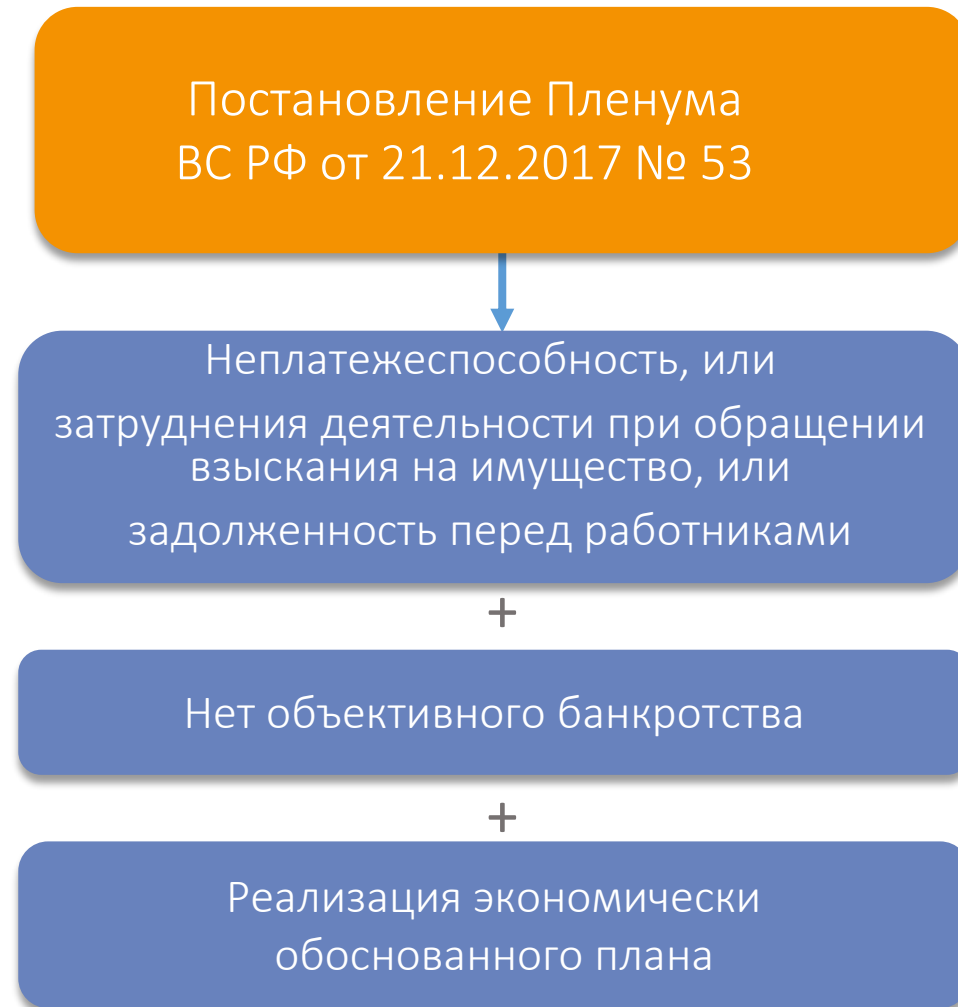 Постановление Пленума
ВС РФ от 21.12.2017 № 53
Неплатежеспособность, или
затруднения деятельности при обращении
взыскания на имущество, или
задолженность перед работниками
+
Нет объективного банкротства
+
Реализация экономически
обоснованного плана